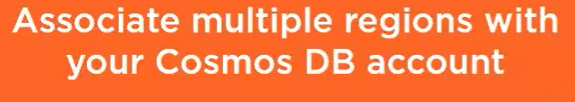 Associate multiple regions with
your Cosmos DB account